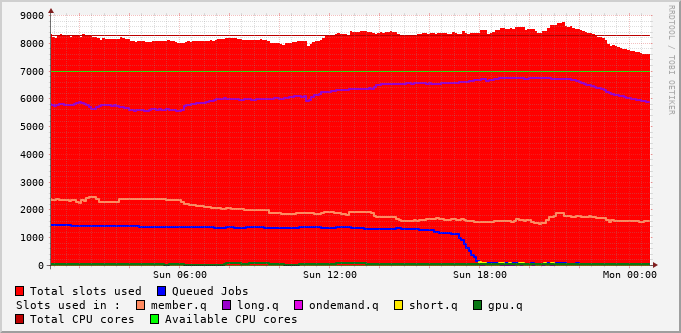 9000
8000
7000
6000
5000
4000
3000
2000
1000
0
Sun 06:00 Sun 12:00 Sun 18:00 Mon 00:00
Total slots used Queued Jobs
Slots used in : member.q long.q ondemand.q short.q gpu.q
Total CPU cores Available CPU cores
RRDTOOL / TOBI OETIKER